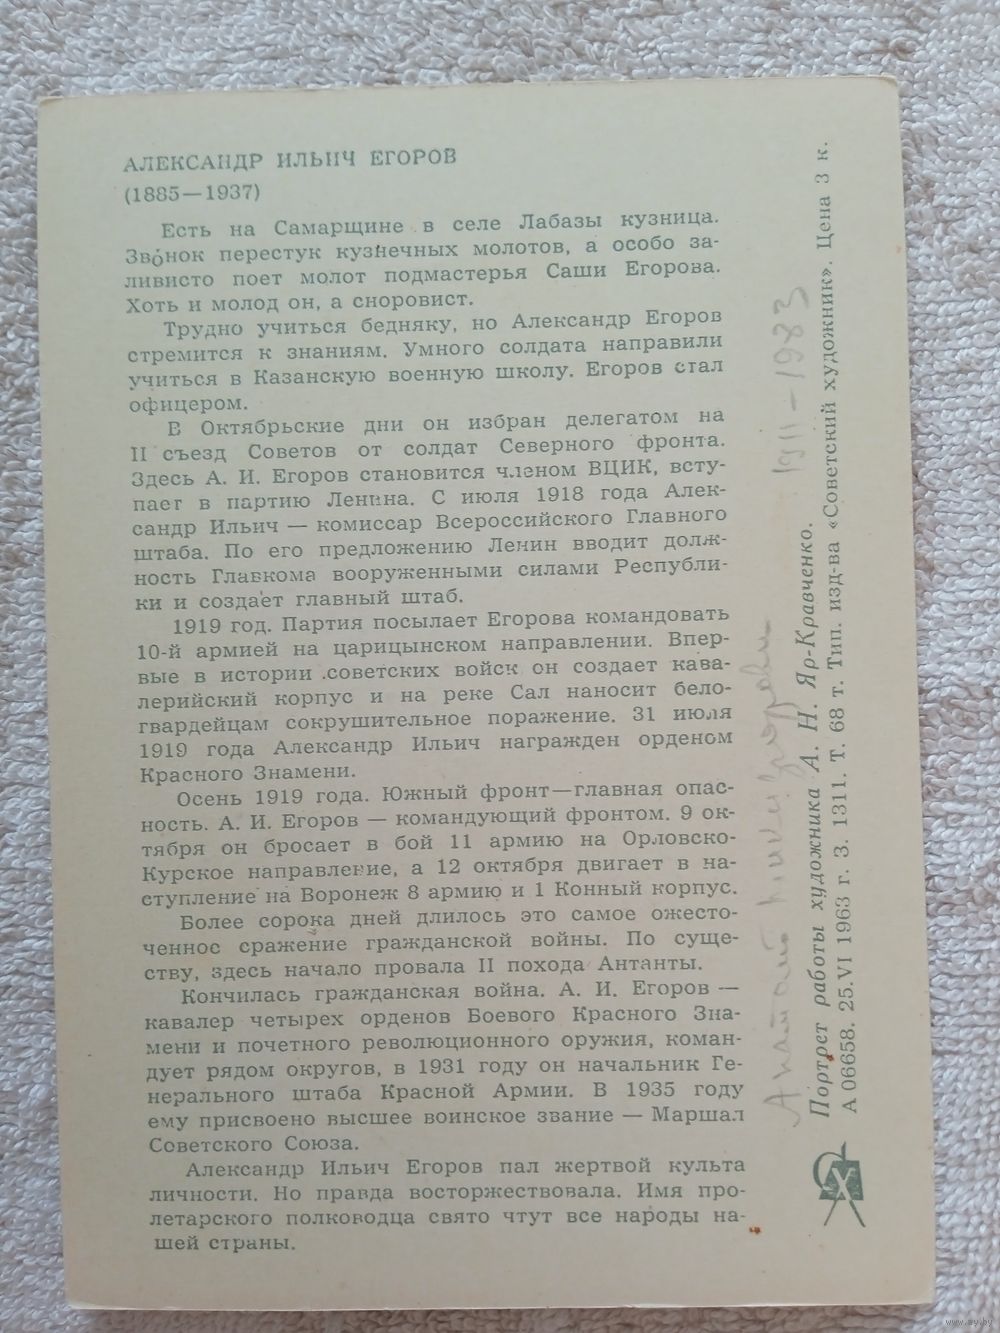 АЛЕКСАНДР ИЛЬИЧ ЕГОРОВ
(1885—1937)
Есть на Самарщине в селе Лабазы кузница.
Звонок перестук кузнечных молотов, а особо за-
ливисто поет молот подмастерья Саши Егорова.
Хоть и молод он, а сноровист.
Трудно учиться бедняку, но Александр Егоров
стремится к знаниям. Умного солдата направили
учиться в Казанскую военную школу. Егоров стал
офицером.
В Октябрьские дни он избран делегатом на
II съезд Советов от солдат Северного фронта.
Здесь А. И. Егоров становится членом ВЦИК, всту-
пает в партию Ленина. С июля 1918 года Алек-
сандр Ильич — комиссар Всероссийского Главного
штаба. По его предложению Ленин вводит долж-
ность Главкома вооруженными силами Республи-
ки и создает главный штаб.
1919 год. Партия посылает Егорова командовать
10-й армией на царицынском направлении. Впер-
вые в истории советских войск он создает кава-
лерийский корпус и на реке Сал наносит бело-
гвардейцам сокрушительное поражение. 31 июля
1919 года Александр Ильич награжден орденом
Красного Знамени.
Осень 1919 года. Южный фронт—главная опас-
ность. А. И. Егоров — командующий фронтом. 9 ок-
тября он бросает в бой 11 армию на Орловско-
Курское направление, а 12 октября двигает в на-
ступление на Воронеж 8 армию и 1 Конный корпус.
Более сорока дней длилось это самое ожесто-
ченное сражение гражданской войны. По суще-
ству, здесь начало провала II похода Антанты.
Кончилась гражданская война. А. И. Егоров —
кавалер четырех орденов Боевого Красного Зна-
мени и почетного революционного оружия, коман-
дует рядом округов, в 1931 году он начальник Ге-
нерального штаба Красной Армии. В 1935 году
ему присвоено высшее воинское звание — Маршал
Советского Союза.
Александр Ильич Егоров пал жертвой культа
личности. Но правда восторжествовала. Имя про-
летарского полководца свято чтут все народы на-
шей страны.
1911-1983
Портрет работы художника А. Н. Яр-Кравченко.
А 06658. 25.VI 1963 г. З. 1311. Т. 68 т. Тип. изд-ва «Советский художник». Цена 3 к.
www.ay.by